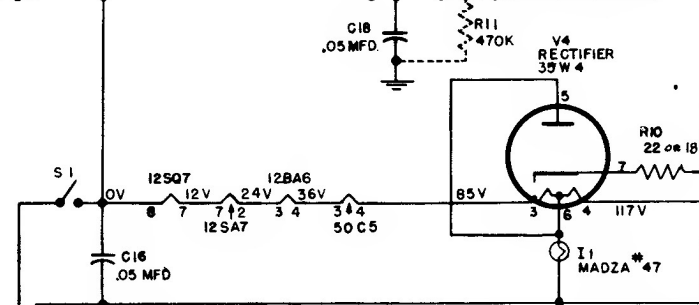 C18
.05 MFD.
R11
470K
V4
RECTIFIER
35W4
5
R10
22 OR 18
7
S1
0V
12SQ7
12V
24V
12BA6
36V
85V
3
6
4
117V
8 7
7 2
3 4
3 4
12SA7
50C5
C16
.05 MFD
I1
MADZA #47